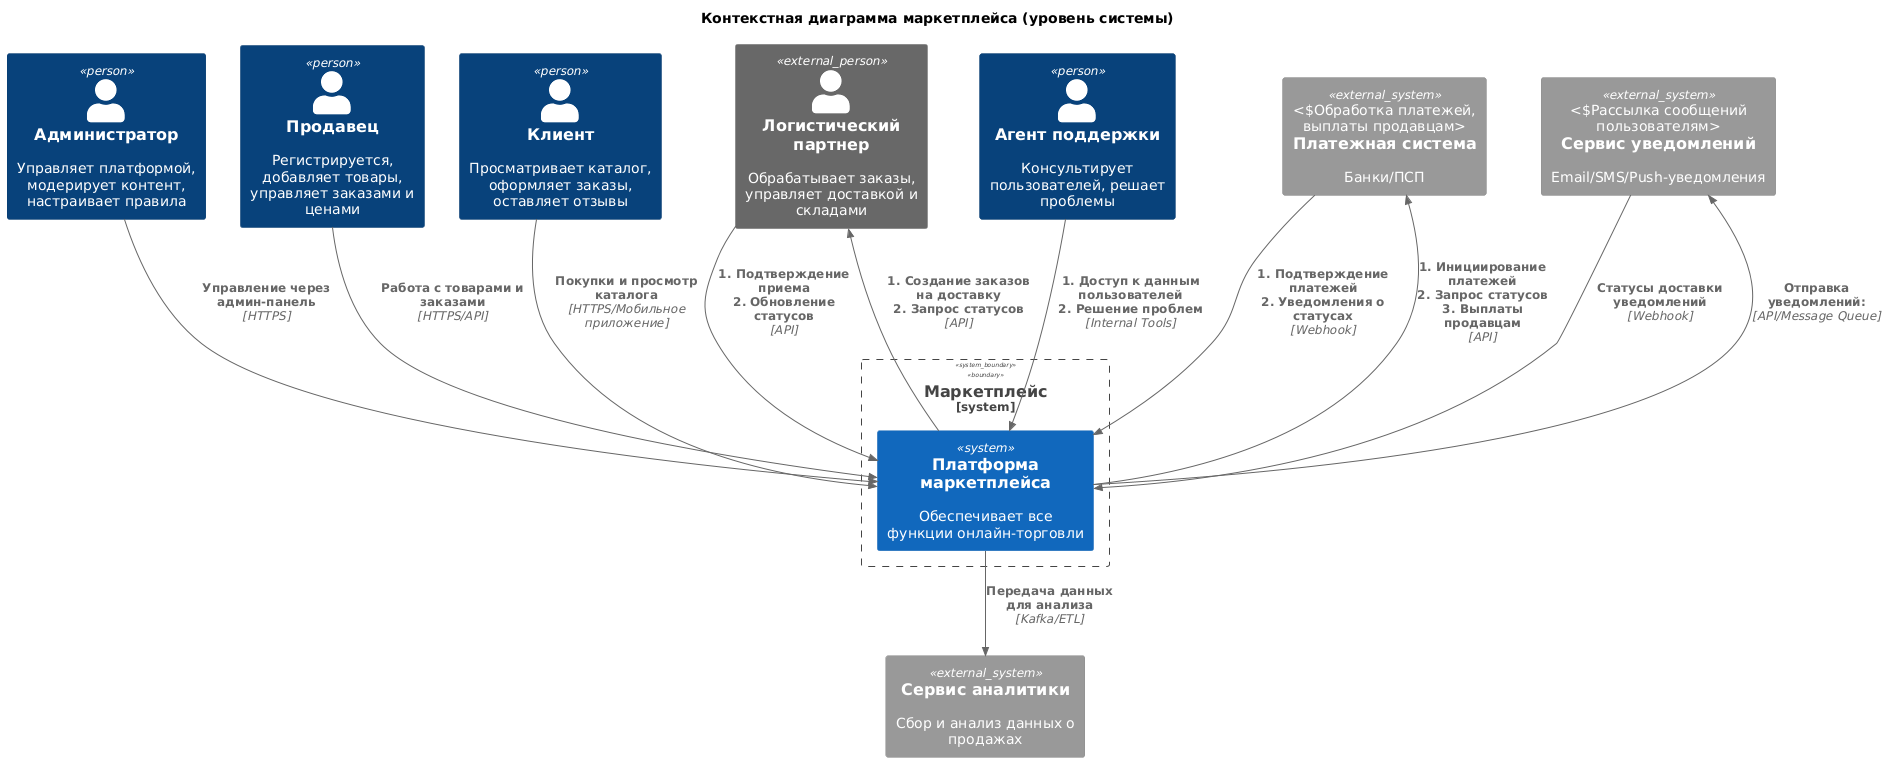 Контекстная диаграмма маркетплейса (уровень системы)
«person»
Администратор
Управляет платформой,
модерирует контент,
настраивает правила
«person»
Продавец
Регистрируется,
добавляет товары,
управляет заказами и
ценами
«person»
Клиент
Просматривает каталог,
оформляет заказы,
оставляет отзывы
«external_person»
Логистический
партнер
Обрабатывает заказы,
управляет доставкой и
складами
«person»
Агент поддержки
Консультирует
пользователей, решает
проблемы
«external_system»
<$Обработка платежей,
выплаты продавцам>
Платежная система
Банки/ПСП
«external_system»
<$Рассылка сообщений
пользователям>
Сервис уведомлений
Email/SMS/Push-уведомления
Управление через
админ-панель
[HTTPS]
Работа с товарами и
заказами
[HTTPS/API]
Покупки и просмотр
каталога
[HTTPS/Мобильное
приложение]
1. Подтверждение
приема
2. Обновление
статусов
[API]
1. Создание заказов
на доставку
2. Запрос статусов
[API]
1. Доступ к данным
пользователей
2. Решение проблем
[Internal Tools]
1. Подтверждение
платежей
2. Уведомления о
статусах
[Webhook]
1. Инициирование
платежей
2. Запрос статусов
3. Выплаты
продавцам
[API]
Статусы доставки
уведомлений
[Webhook]
Отправка
уведомлений:
[API/Message Queue]
«system_boundary»
«boundary»
Маркетплейс
[system]
«system»
Платформа
маркетплейса
Обеспечивает все
функции онлайн-торговли
Передача данных
для анализа
[Kafka/ETL]
«external_system»
Сервис аналитики
Сбор и анализ данных о
продажах